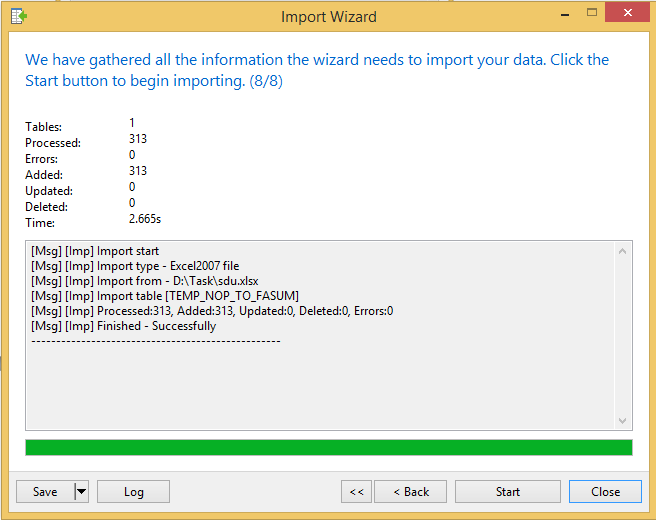 Import Wizard
We have gathered all the information the wizard needs to import your data. Click the
Start button to begin importing. (8/8)
Tables: 1
Processed: 313
Errors: 0
Added: 313
Updated: 0
Deleted: 0
Time: 2.665s
[Msg] [Imp] Import start
[Msg] [Imp] Import type - Excel2007 file
[Msg] [Imp] Import from - D:\Task\sdu.xlsx
[Msg] [Imp] Import table [TEMP_NOP_TO_FASUM]
[Msg] [Imp] Processed:313, Added:313, Updated:0, Deleted:0, Errors:0
[Msg] [Imp] Finished - Successfully
--------------------------------------------------
Save Log << < Back Start Close